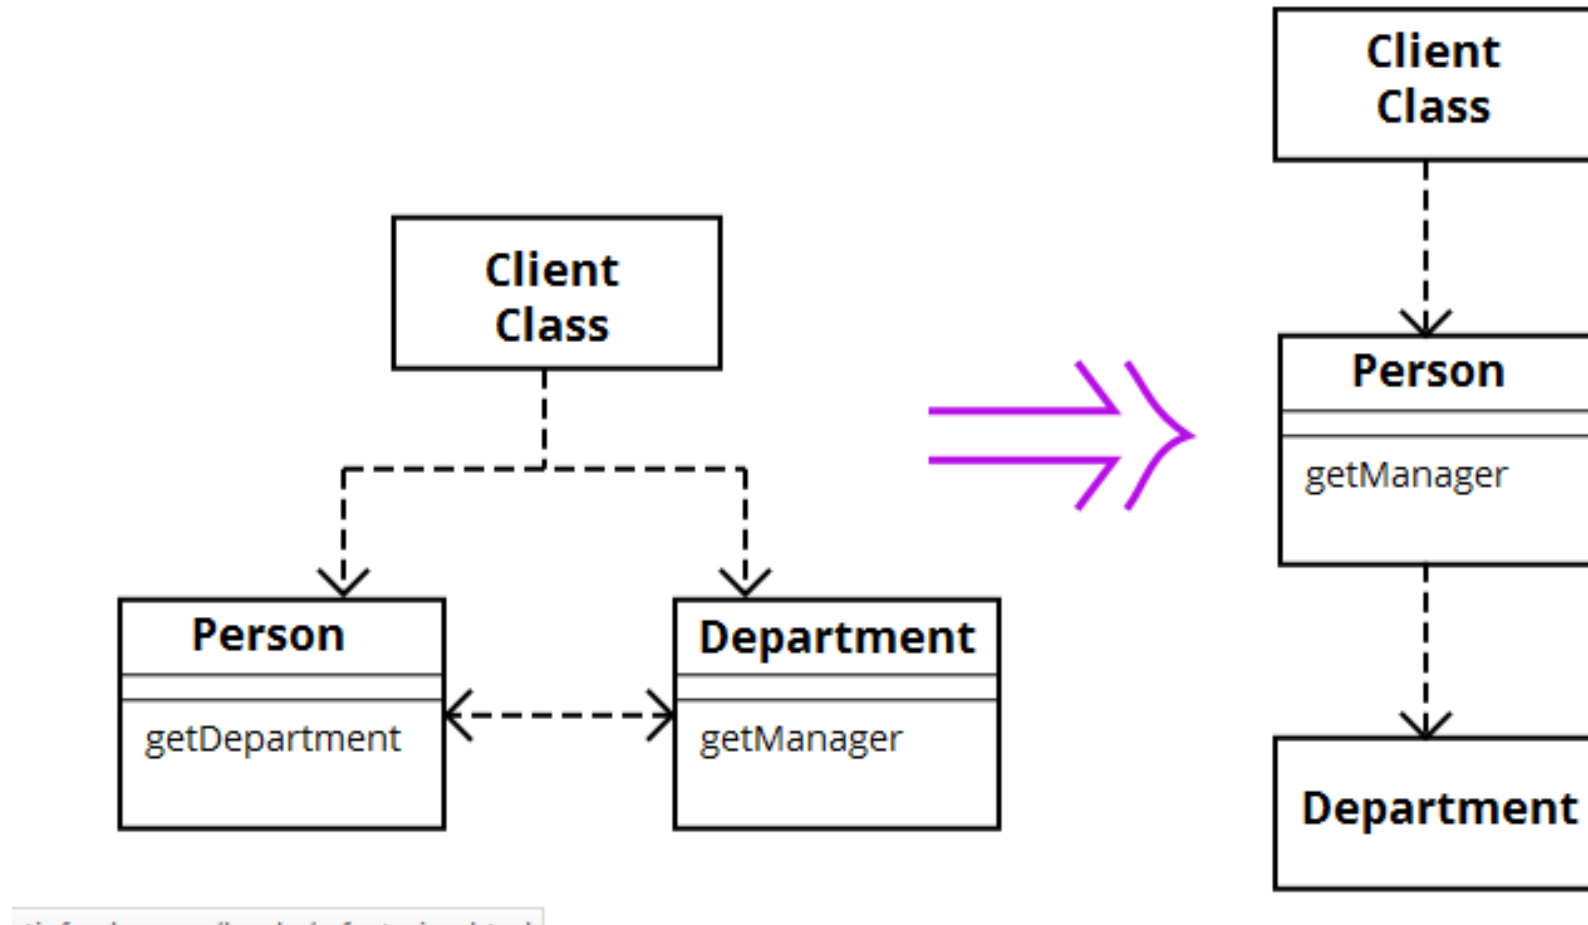 Client
Class
Person
getDepartment
Department
getManager
Client
Class
Person
getManager
Department